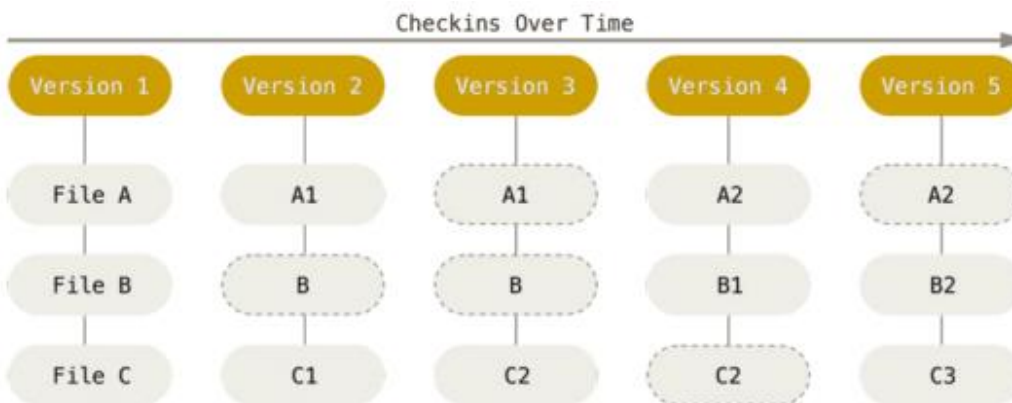 Checkins Over Time
Version 1 Version 2 Version 3 Version 4 Version 5
File A A1 A1 A2 A2
File B B B B1 B2
File C C1 C2 C2 C3